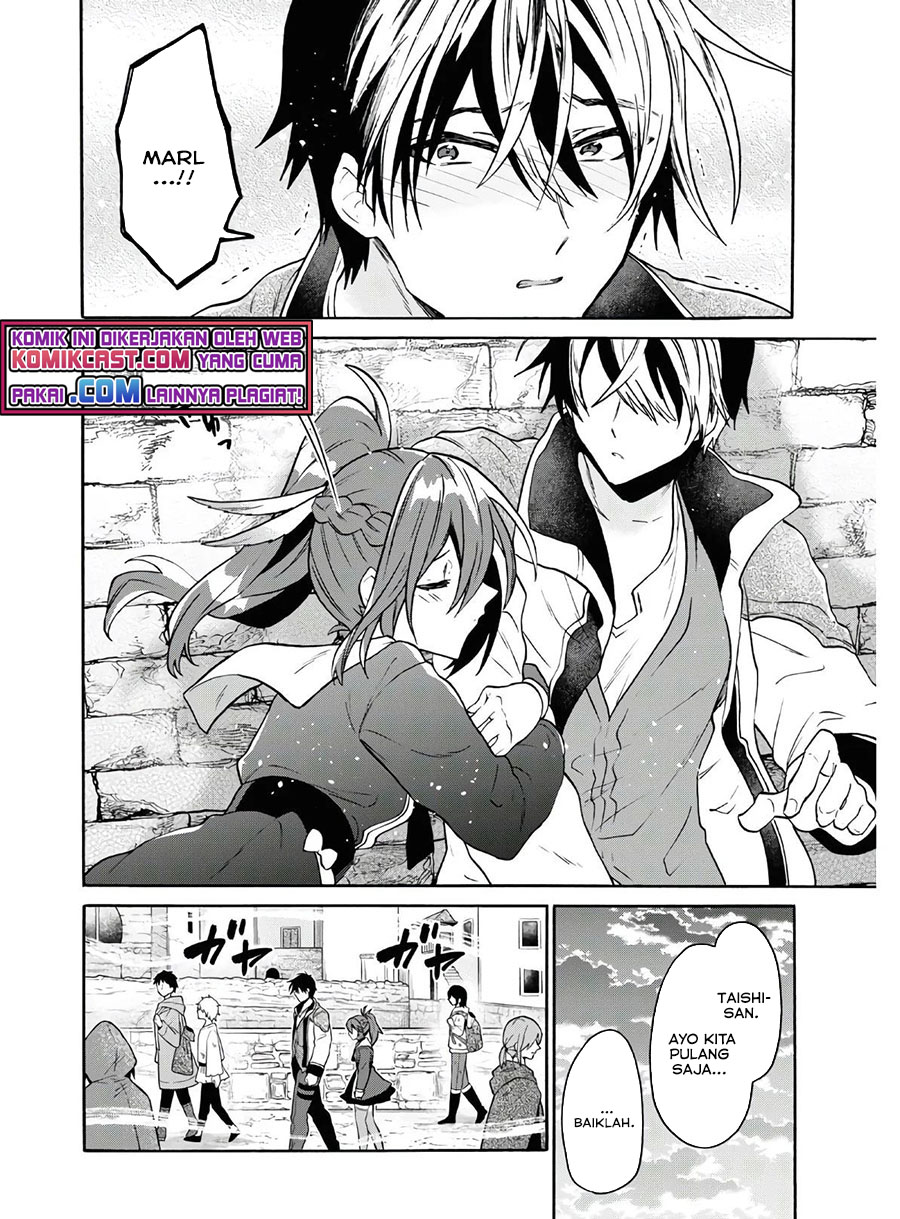 MARL
...!!
KOMIK INI DIKERJAKAN OLEH WEB
KOMIKCAST.COM YANG CUMA
PAKAI .COM LAINNYA PLAGIAT!
ガヤ
ガヤ
TAISHI-
SAN.
AYO KITA
PULANG
SAJA...
...
BAIKLAH.